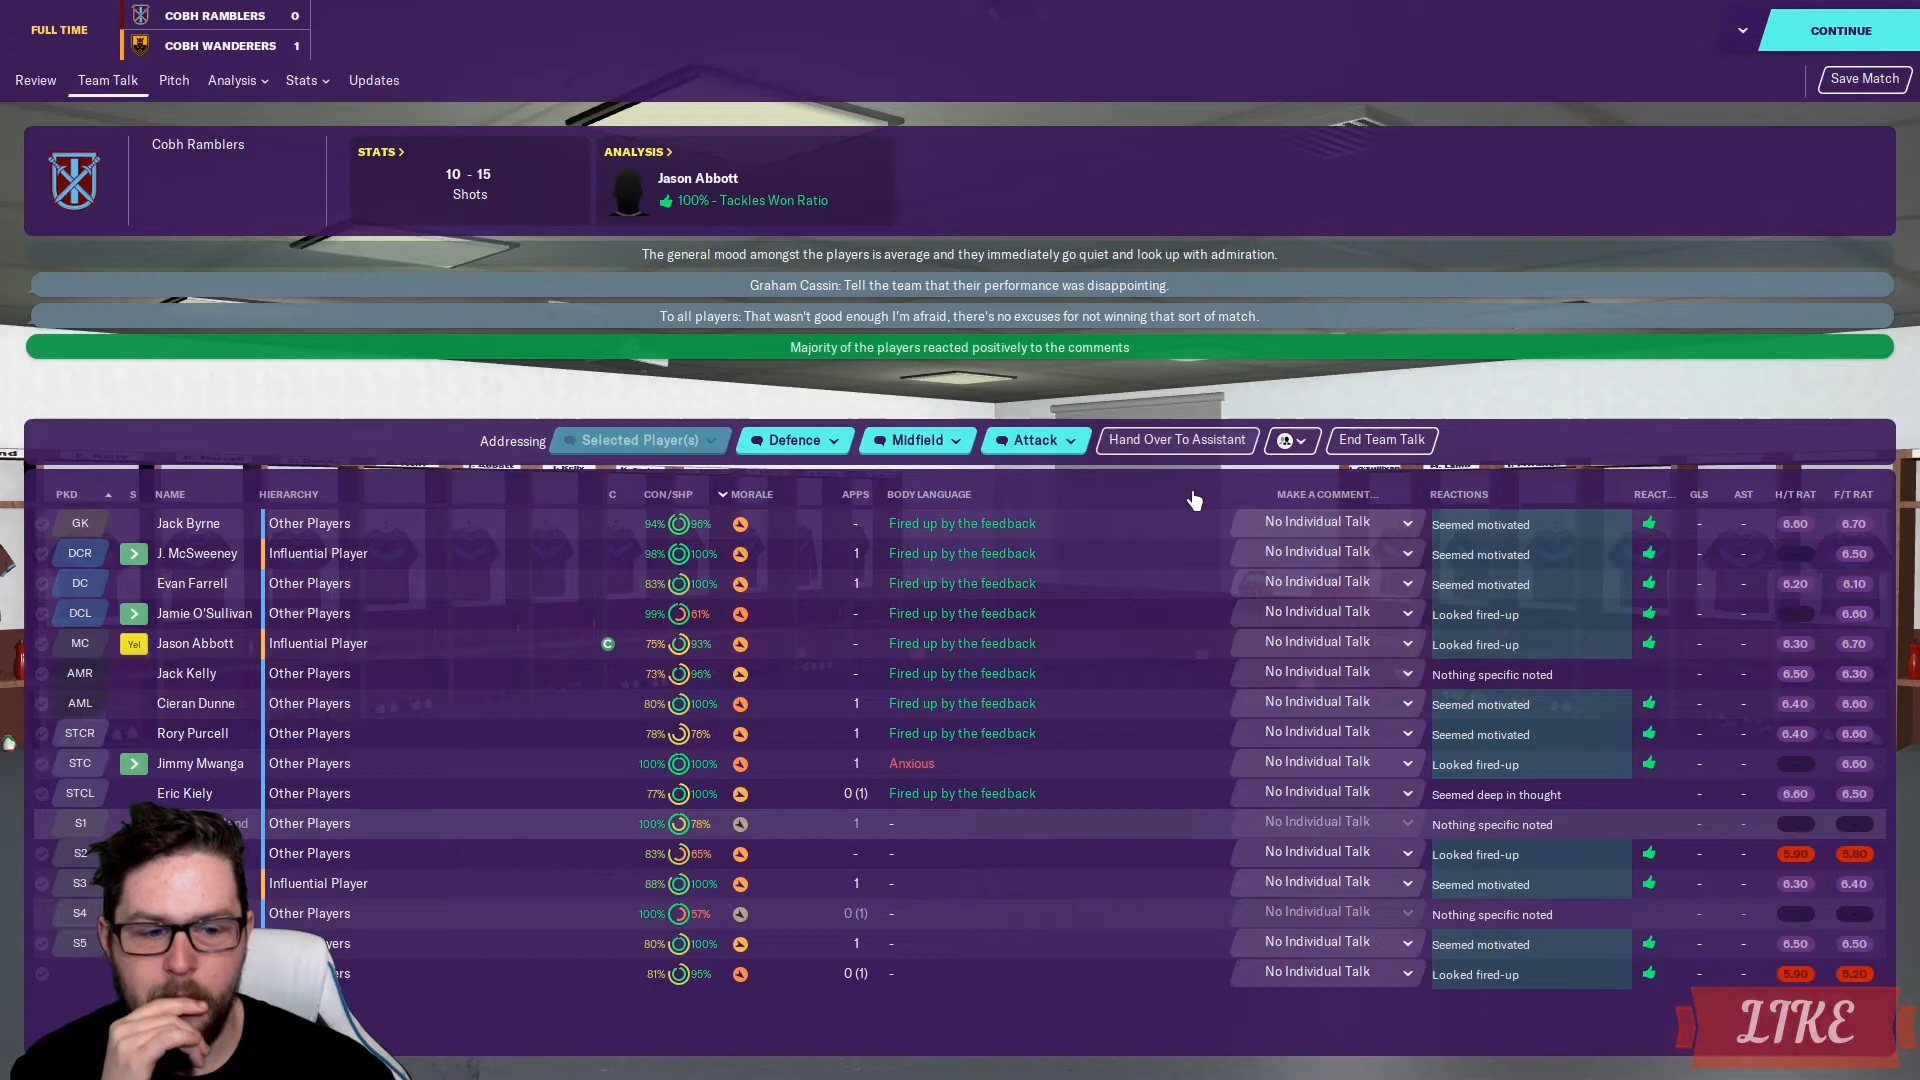 FULL TIME
COBH RAMBLERS 0
COBH WANDERERS 1
CONTINUE
Review Team Talk Pitch Analysis Stats Updates
Save Match
Cobh Ramblers
STATS >
10 - 15
Shots
ANALYSIS >
Jason Abbott
100% - Tackles Won Ratio
The general mood amongst the players is average and they immediately go quiet and look up with admiration.
Graham Cassin: Tell the team that their performance was disappointing.
To all players: That wasn't good enough I'm afraid, there's no excuses for not winning that sort of match.
Majority of the players reacted positively to the comments
Addressing Selected Player(s) Defence Midfield Attack Hand Over To Assistant End Team Talk
PKD S NAME HIERARCHY C CON/SHP MORALE APPS BODY LANGUAGE MAKE A COMMENT... REACTIONS REACT... GLS AST H/T RAT F/T RAT
GK Jack Byrne Other Players 94% 96% - Fired up by the feedback No Individual Talk Seemed motivated - - 6.60 6.70
DCR J. McSweeney Influential Player 98% 100% 1 Fired up by the feedback No Individual Talk Seemed motivated - - - 6.50
DC Evan Farrell Other Players 83% 100% 1 Fired up by the feedback No Individual Talk Seemed motivated - - 6.20 6.10
DCL Jamie O'Sullivan Other Players 99% 61% - Fired up by the feedback No Individual Talk Looked fired-up - - - 6.60
MC Yel Jason Abbott Influential Player C 75% 93% - Fired up by the feedback No Individual Talk Looked fired-up - - 6.30 6.70
AMR Jack Kelly Other Players 73% 96% - Fired up by the feedback No Individual Talk Nothing specific noted - - 6.50 6.30
AML Cieran Dunne Other Players 80% 100% 1 Fired up by the feedback No Individual Talk Seemed motivated - - 6.40 6.60
STCR Rory Purcell Other Players 78% 76% 1 Fired up by the feedback No Individual Talk Seemed motivated - - 6.40 6.60
STC Jimmy Mwanga Other Players 100% 100% 1 Anxious No Individual Talk Looked fired-up - - - 6.60
STCL Eric Kiely Other Players 77% 100% 0 (1) Fired up by the feedback No Individual Talk Seemed deep in thought - - 6.60 6.50
S1 nd Other Players 100% 78% 1 - No Individual Talk Nothing specific noted - - - -
S2 Other Players 83% 65% - - No Individual Talk Looked fired-up - - 5.90 5.80
S3 Influential Player 88% 100% 1 - No Individual Talk Seemed motivated - - 6.30 6.40
S4 Other Players 100% 57% 0 (1) - No Individual Talk Nothing specific noted - - - -
S5 yers 80% 100% 1 - No Individual Talk Seemed motivated - - 6.50 6.50
ers 81% 95% 0 (1) - No Individual Talk Looked fired-up - - 5.90 5.20
LIKE